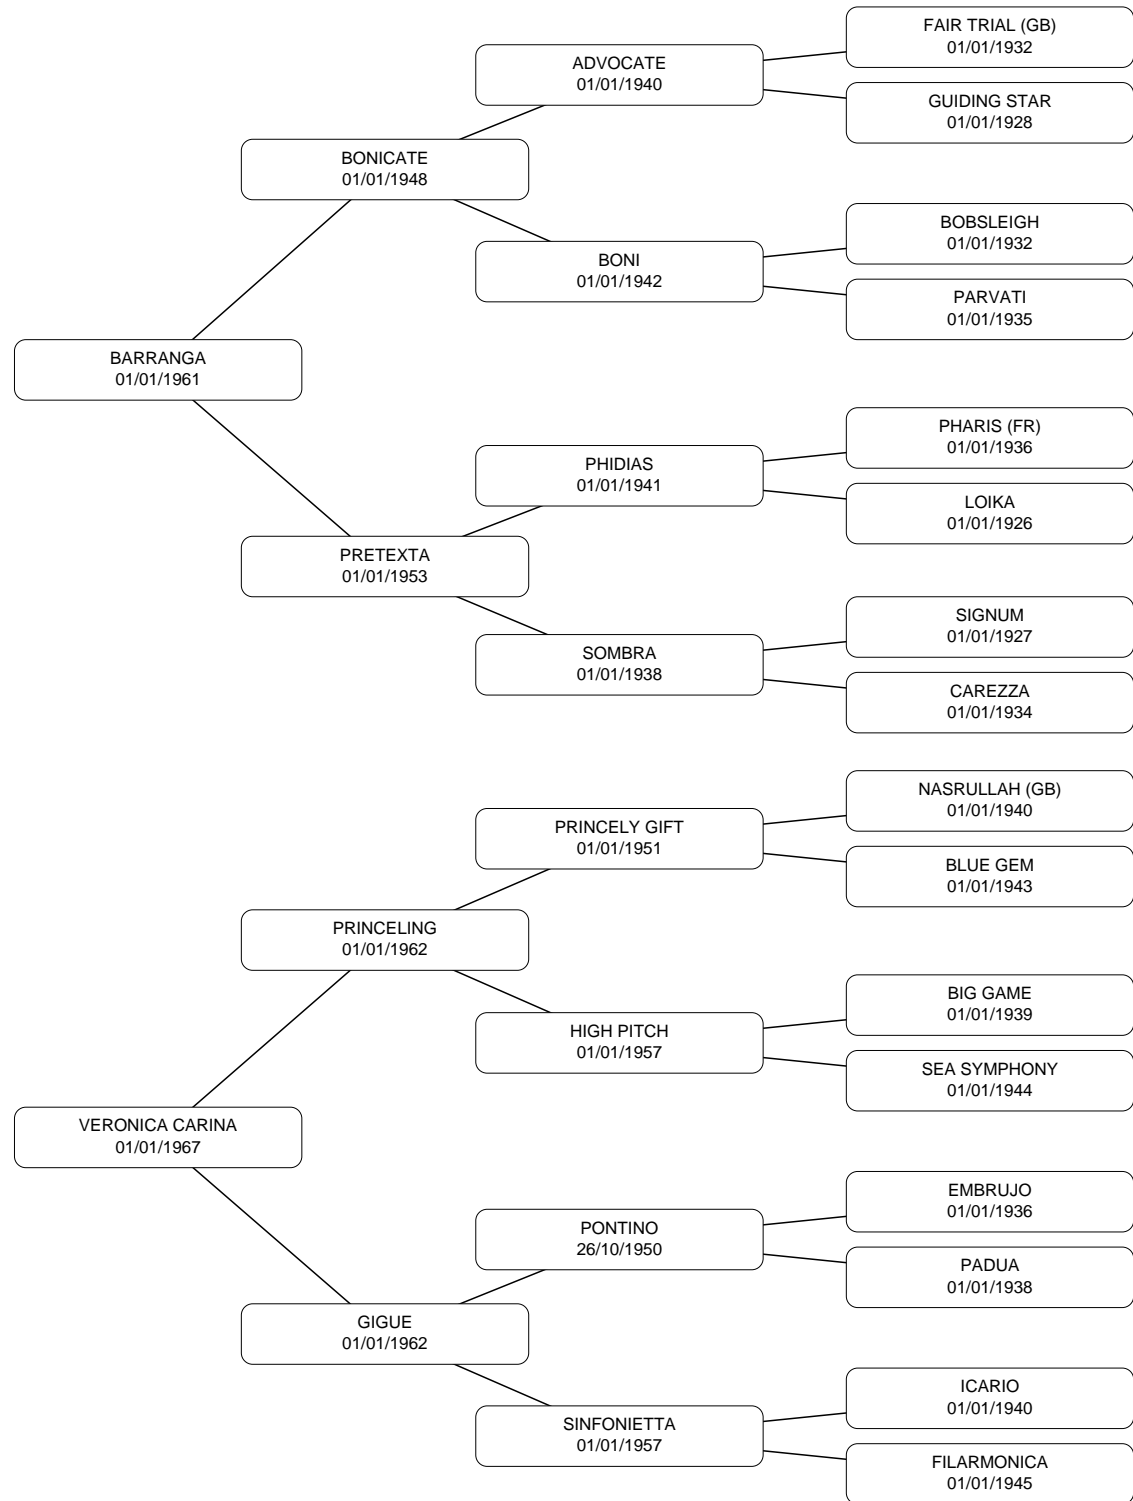 FAIR TRIAL (GB)
01/01/1932
ADVOCATE
01/01/1940
GUIDING STAR
01/01/1928
BONICATE
01/01/1948
BOBSLEIGH
01/01/1932
BONI
01/01/1942
PARVATI
01/01/1935
BARRANGA
01/01/1961
PHARIS (FR)
01/01/1936
PHIDIAS
01/01/1941
LOIKA
01/01/1926
PRETEXTA
01/01/1953
SIGNUM
01/01/1927
SOMBRA
01/01/1938
CAREZZA
01/01/1934
NASRULLAH (GB)
01/01/1940
PRINCELY GIFT
01/01/1951
BLUE GEM
01/01/1943
PRINCELING
01/01/1962
BIG GAME
01/01/1939
HIGH PITCH
01/01/1957
SEA SYMPHONY
01/01/1944
VERONICA CARINA
01/01/1967
EMBRUJO
01/01/1936
PONTINO
26/10/1950
PADUA
01/01/1938
GIGUE
01/01/1962
ICARIO
01/01/1940
SINFONIETTA
01/01/1957
FILARMONICA
01/01/1945